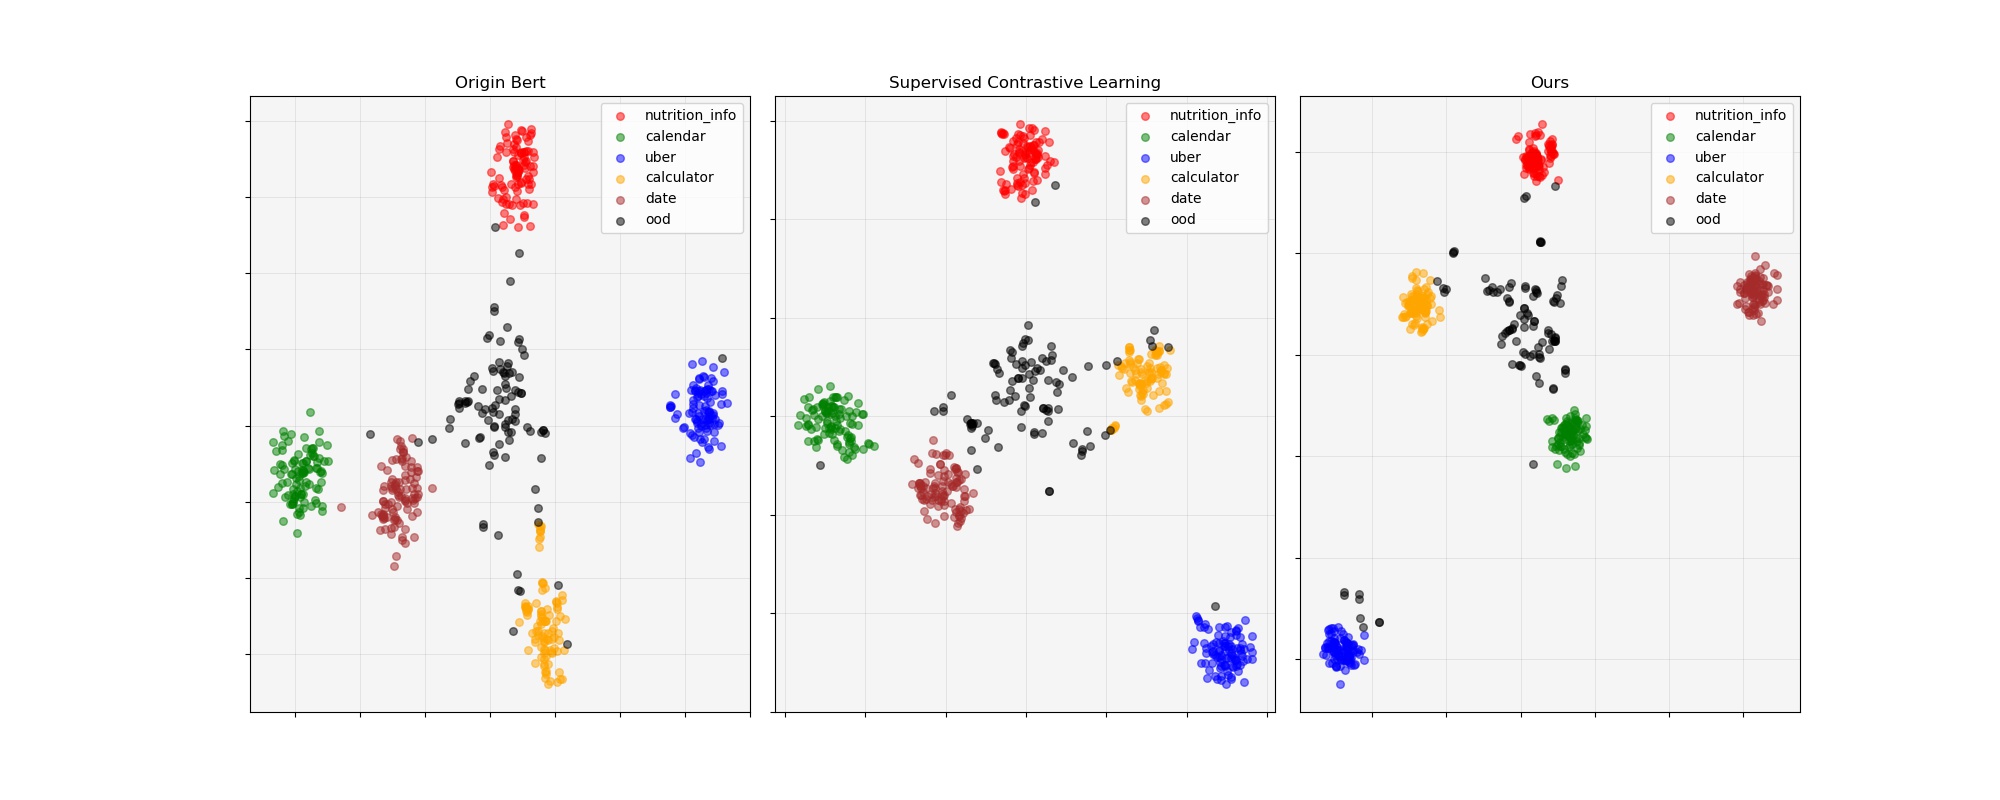 Origin Bert
nutrition_info
calendar
uber
calculator
date
ood
Supervised Contrastive Learning
nutrition_info
calendar
uber
calculator
date
ood
Ours
nutrition_info
calendar
uber
calculator
date
ood